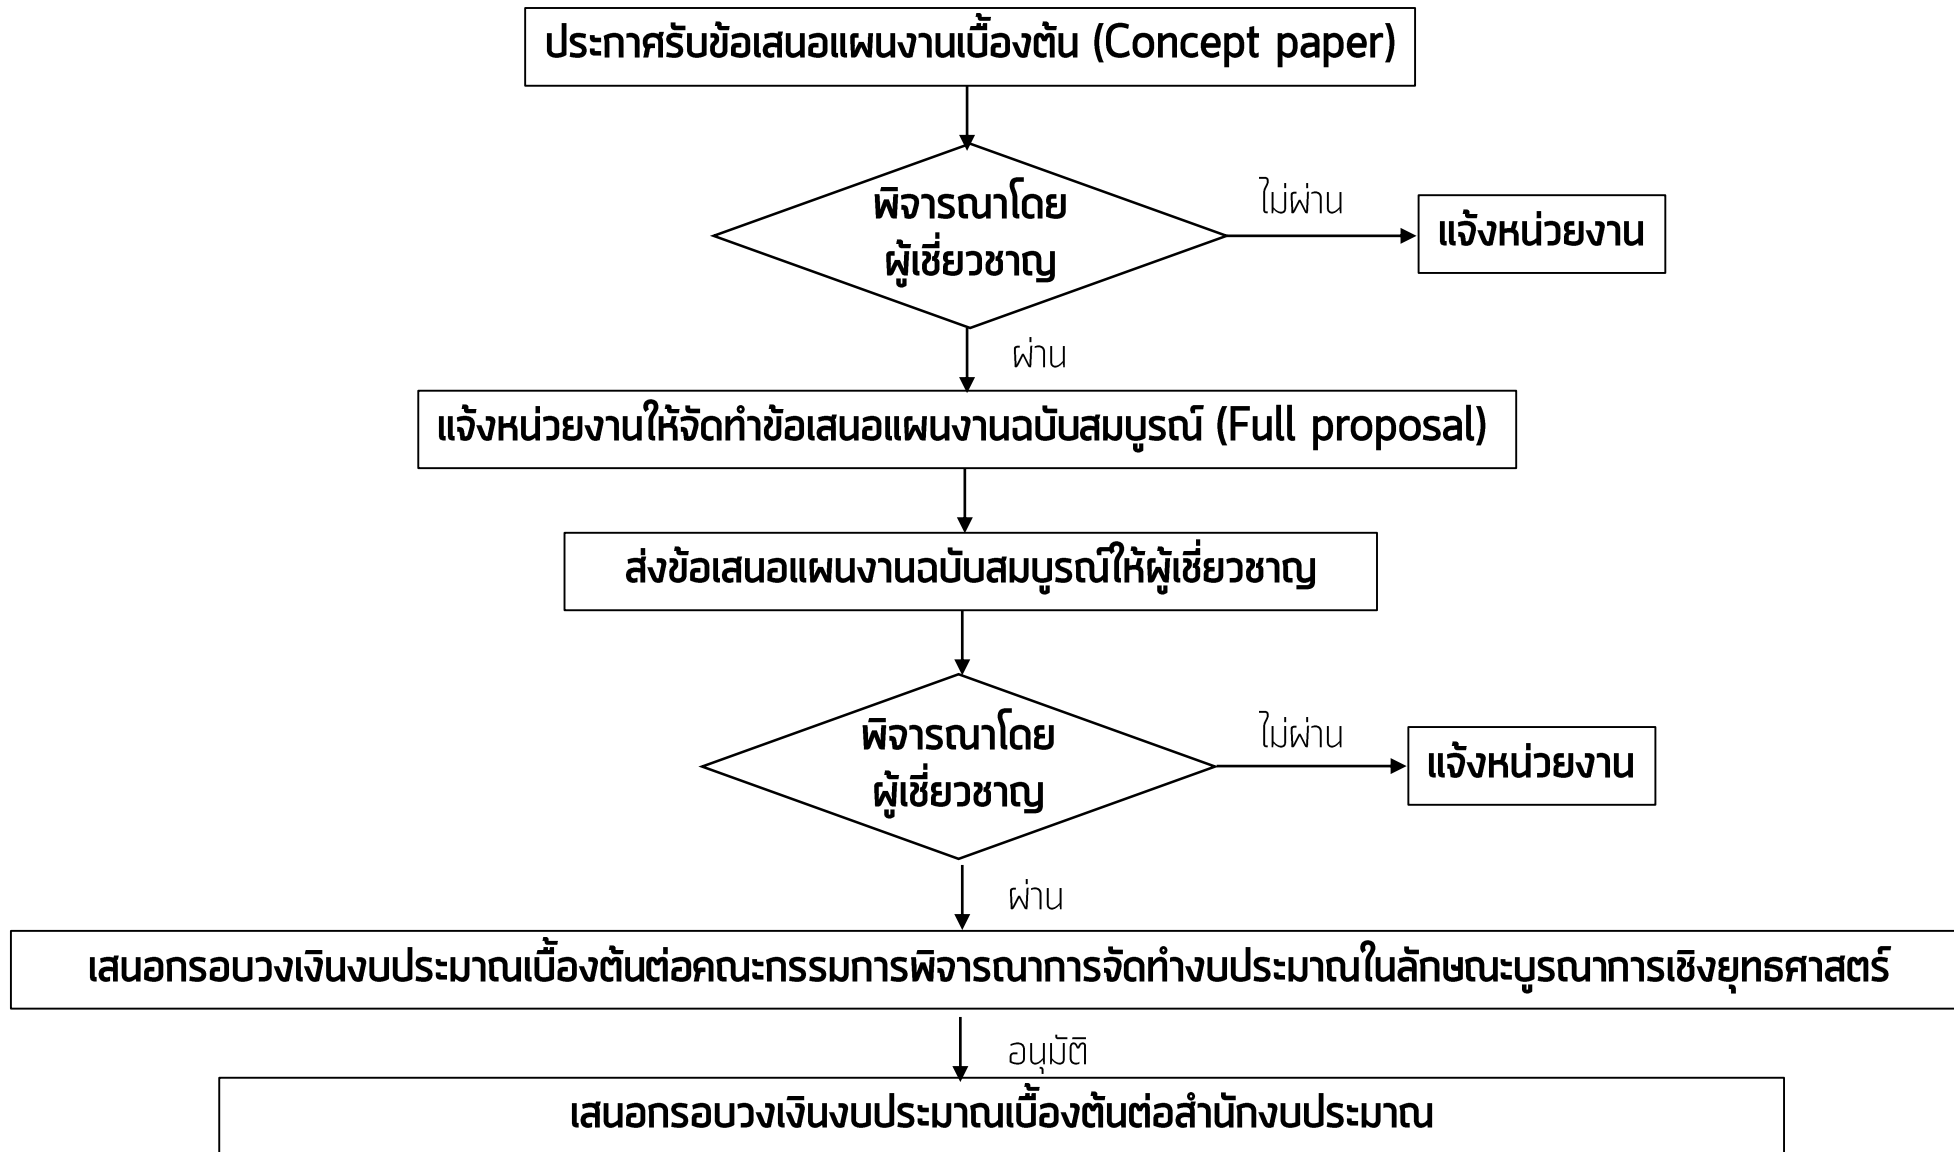 ประกาศรับข้อเสนอแผนงานเบื้องต้น (Concept paper)
พิจารณาโดย
ผู้เชี่ยวชาญ
ไม่ผ่าน
แจ้งหน่วยงาน
ผ่าน
แจ้งหน่วยงานให้จัดทำข้อเสนอแผนงานฉบับสมบูรณ์ (Full proposal)
ส่งข้อเสนอแผนงานฉบับสมบูรณ์ให้ผู้เชี่ยวชาญ
พิจารณาโดย
ผู้เชี่ยวชาญ
ไม่ผ่าน
แจ้งหน่วยงาน
ผ่าน
เสนอกรอบวงเงินงบประมาณเบื้องต้นต่อคณะกรรมการพิจารณาการจัดทำงบประมาณในลักษณะบูรณาการเชิงยุทธศาสตร์
อนุมัติ
เสนอกรอบวงเงินงบประมาณเบื้องต้นต่อสำนักงบประมาณ